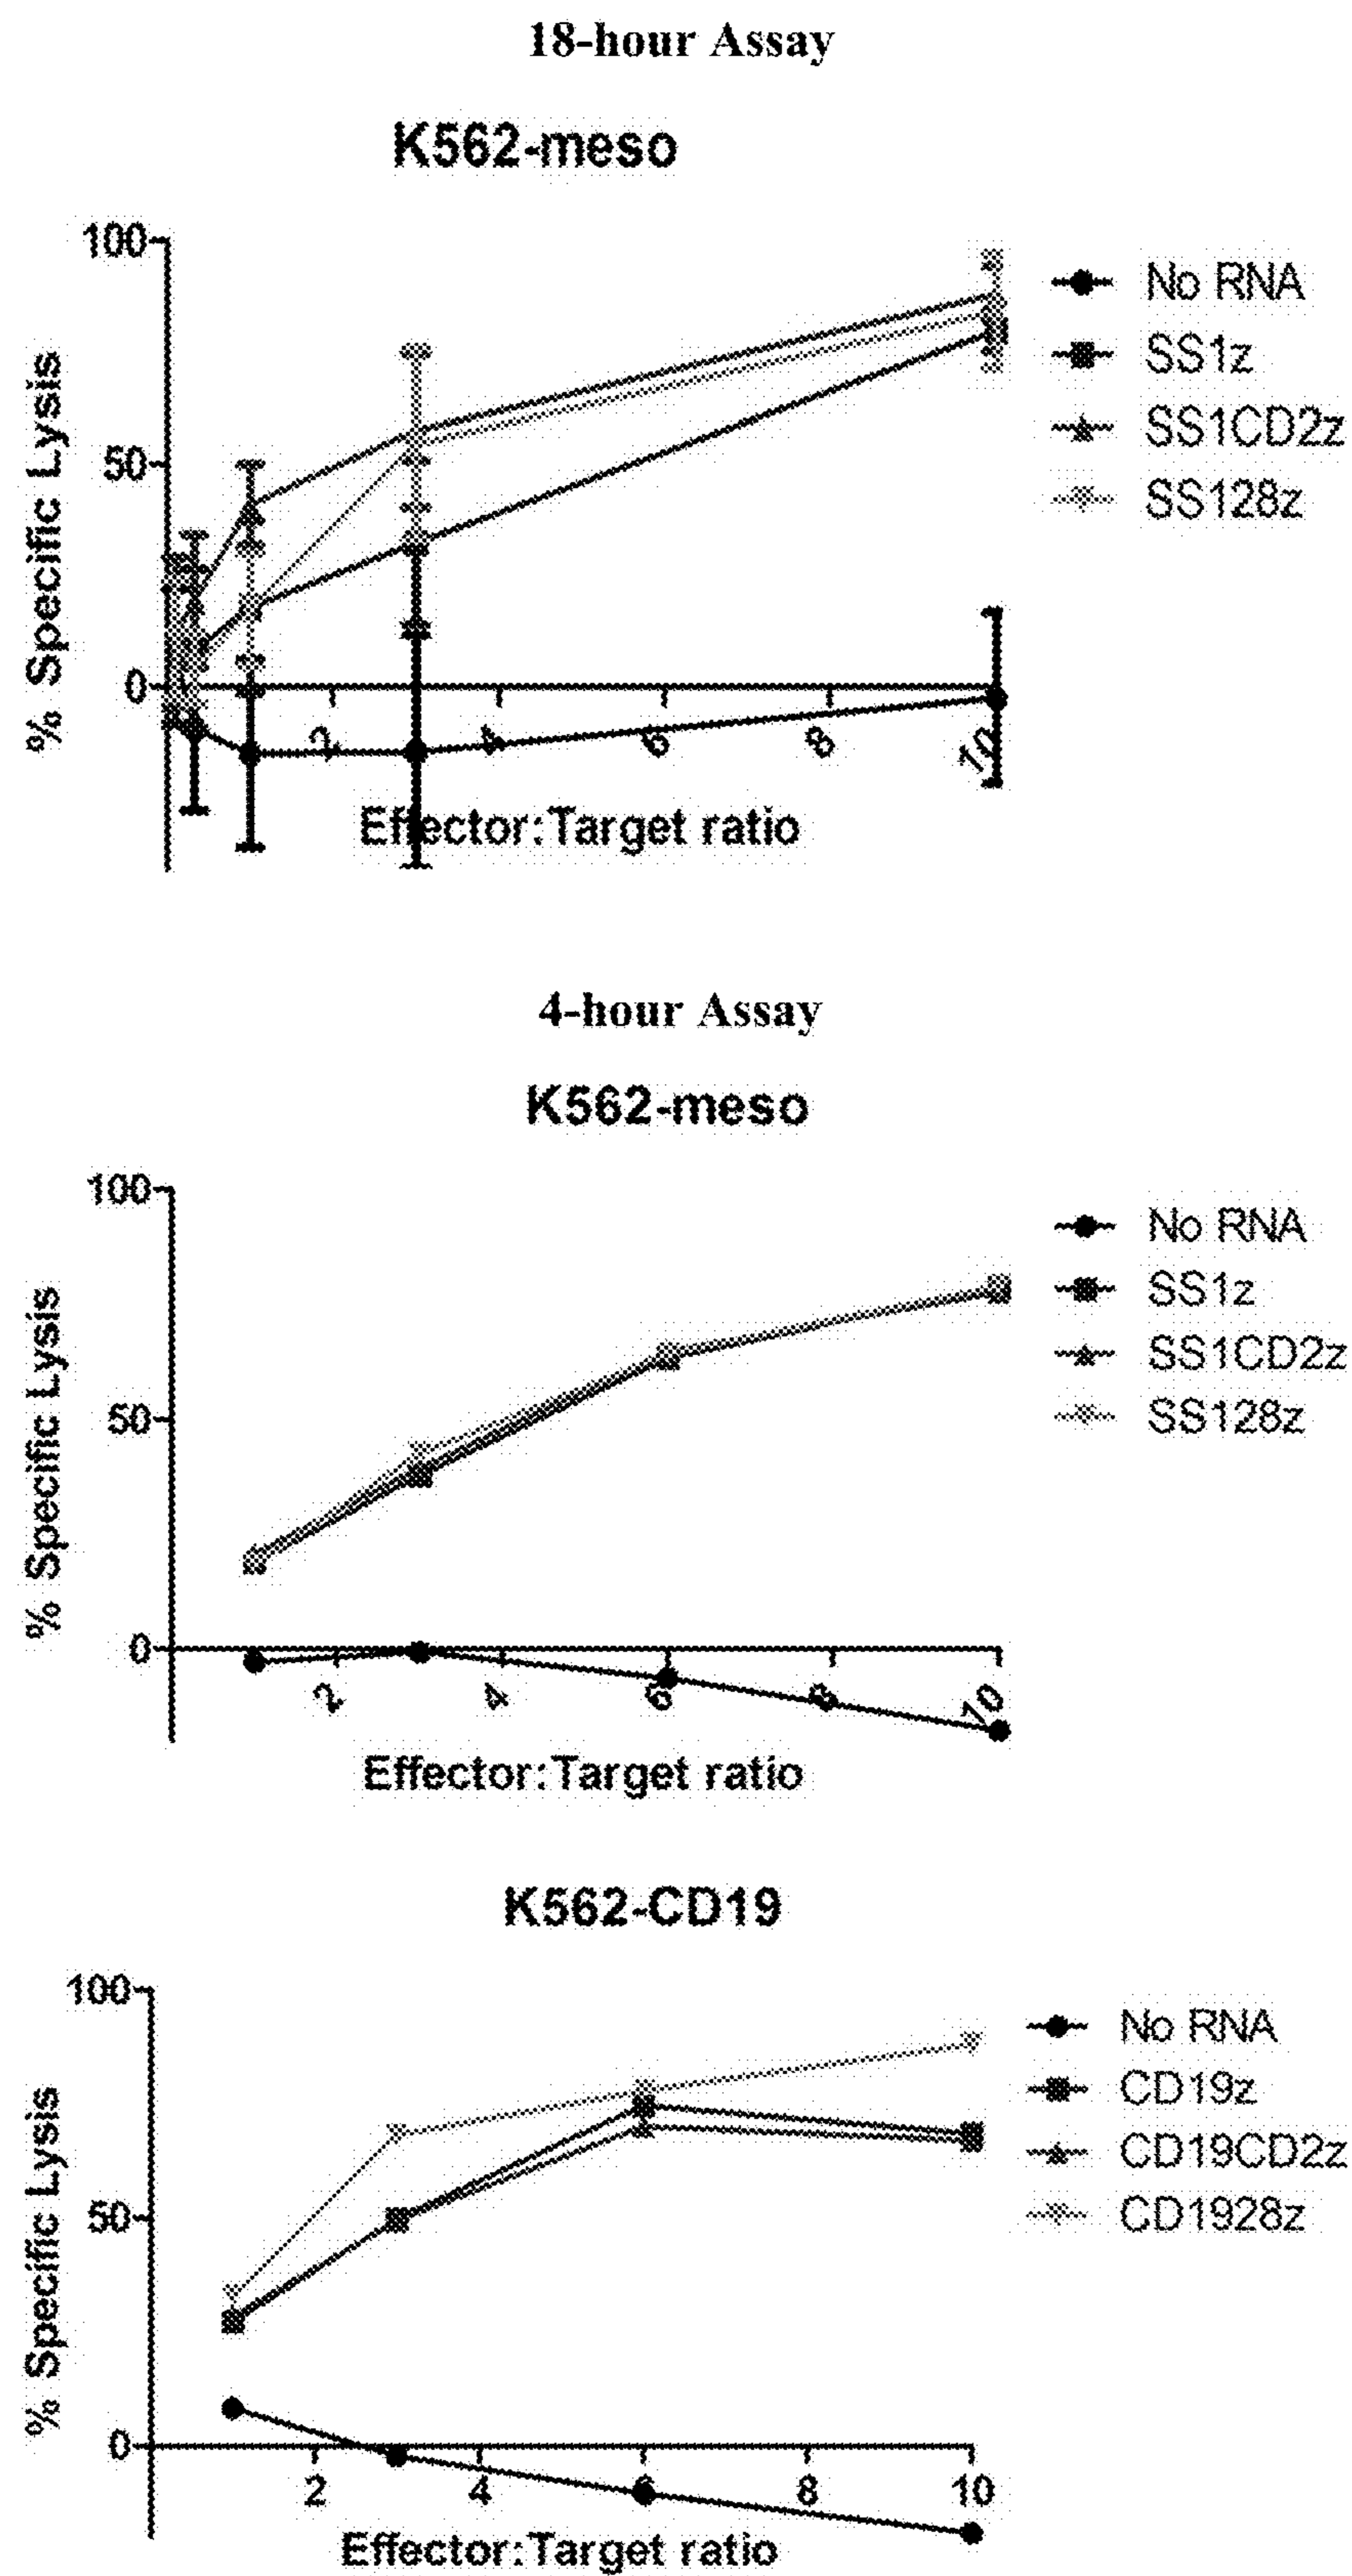 18-hour Assay
K562-meso
% Specific Lysis
100
50
0
2
4
6
8
10
Effector:Target ratio
No RNA
SS1z
SS1CD2z
SS128z
4-hour Assay
K562-meso
% Specific Lysis
100
50
0
2
4
6
8
10
Effector:Target ratio
No RNA
SS1z
SS1CD2z
SS128z
K562-CD19
% Specific Lysis
100
50
0
2
4
6
8
10
Effector:Target ratio
No RNA
CD19z
CD19CD2z
CD1928z